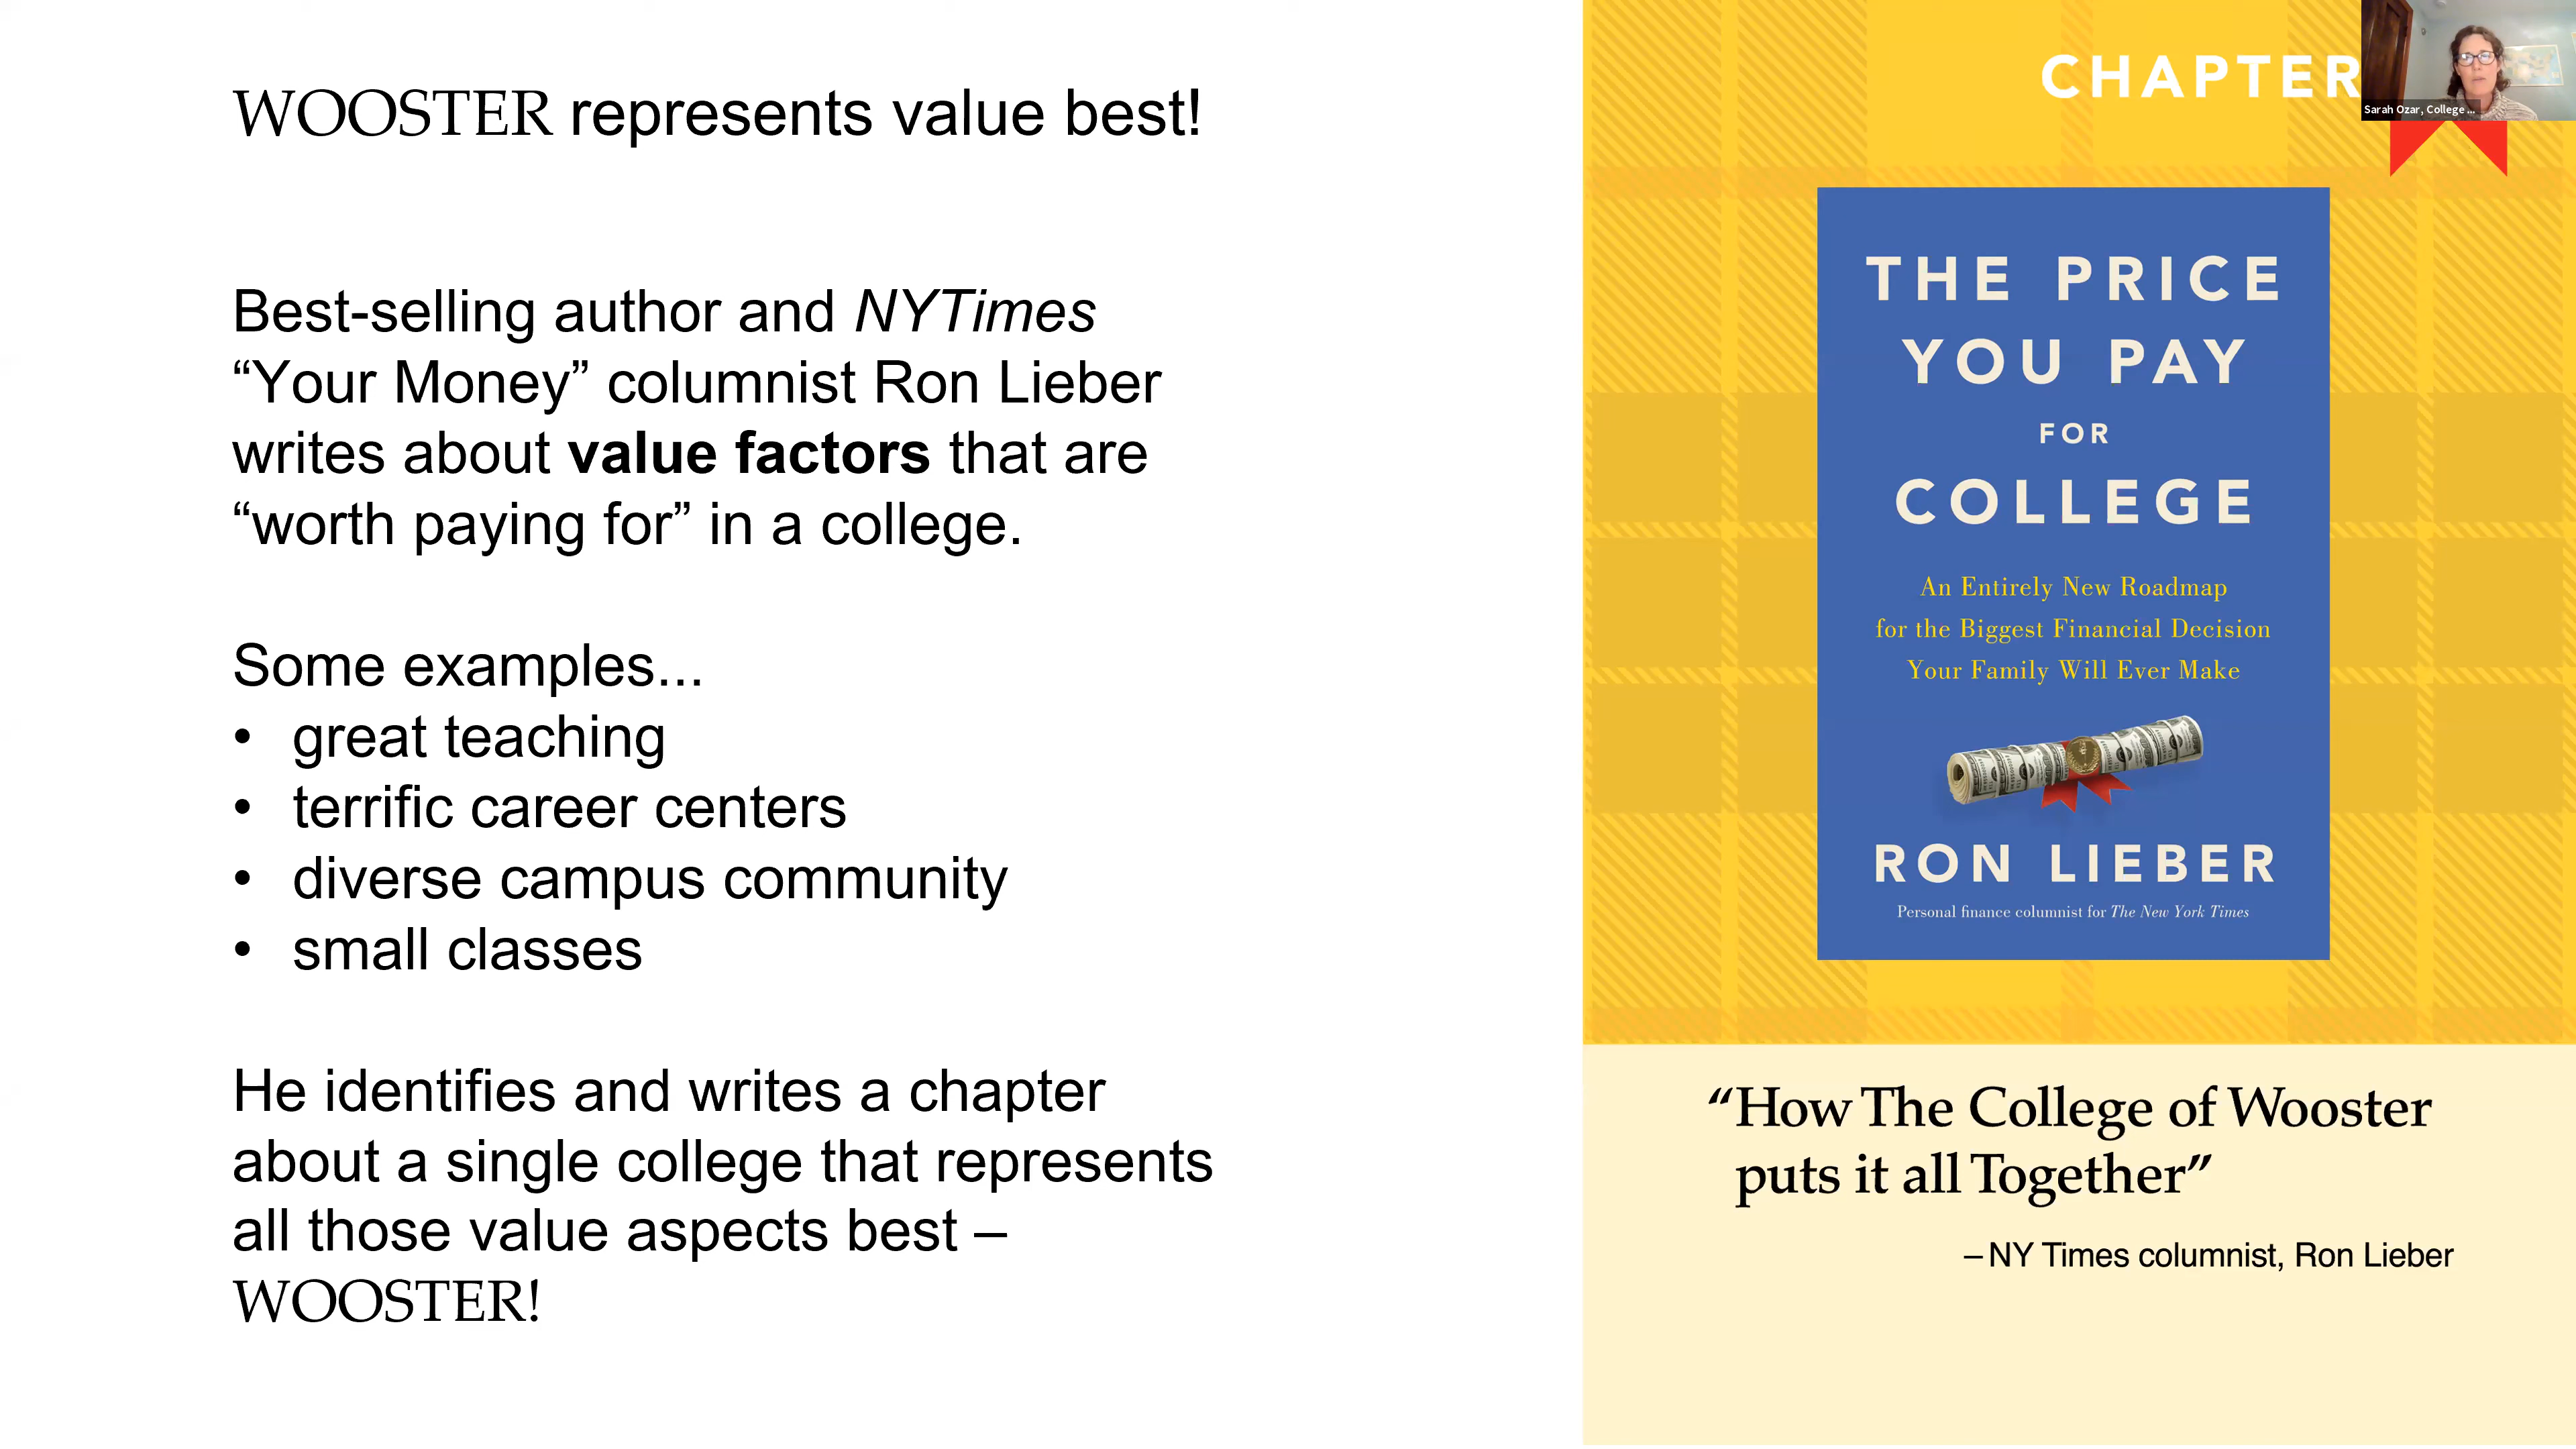 WOOSTER represents value best!
Best-selling author and NYTimes
“Your Money” columnist Ron Lieber
writes about value factors that are
“worth paying for” in a college.
Some examples...
• great teaching
• terrific career centers
• diverse campus community
• small classes
He identifies and writes a chapter
about a single college that represents
all those value aspects best –
WOOSTER!
CHAPTER
Sarah Ozar, College ...
THE PRICE
YOU PAY
FOR
COLLEGE
An Entirely New Roadmap
for the Biggest Financial Decision
Your Family Will Ever Make
RON LIEBER
Personal finance columnist for The New York Times
“How The College of Wooster
puts it all Together”
– NY Times columnist, Ron Lieber